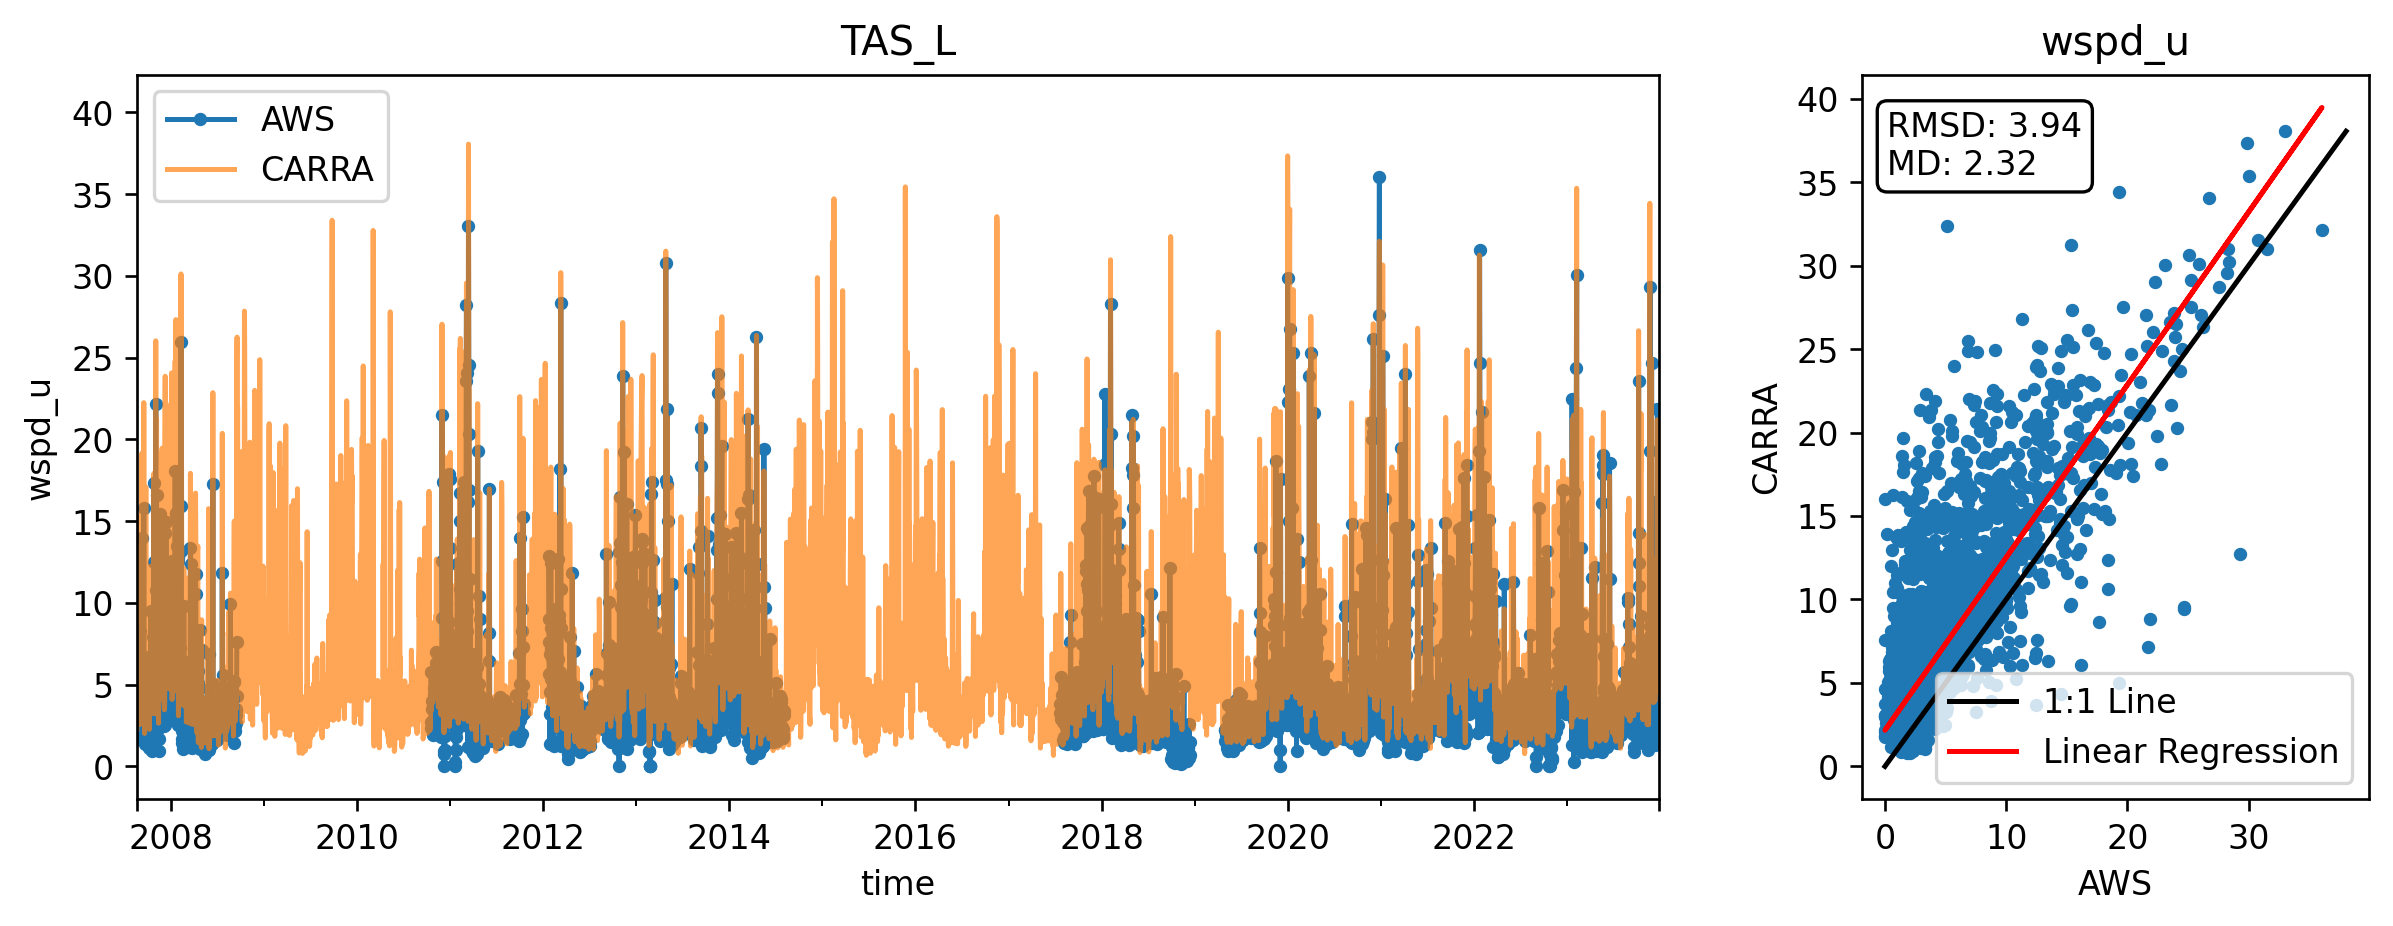 TAS_L
AWS
CARRA
wspd_u
40
35
30
25
20
15
10
5
0
2008 2010 2012 2014 2016 2018 2020 2022
time
wspd_u
RMSD: 3.94
MD: 2.32
CARRA
40
35
30
25
20
15
10
5
0
1:1 Line
Linear Regression
0 10 20 30
AWS